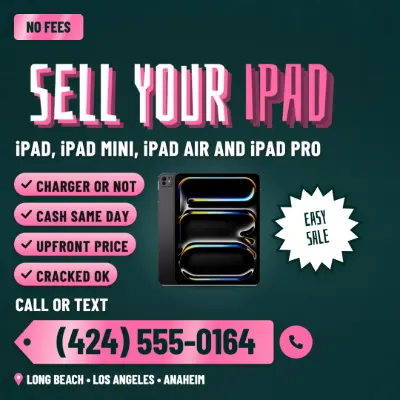 NO FEES
SELL YOUR IPAD
iPAD, iPAD MINI, iPAD AIR AND iPAD PRO
CHARGER OR NOT
CASH SAME DAY
UPFRONT PRICE
CRACKED OK
EASY
SALE
CALL OR TEXT
(424) 555-0164
LONG BEACH • LOS ANGELES • ANAHEIM